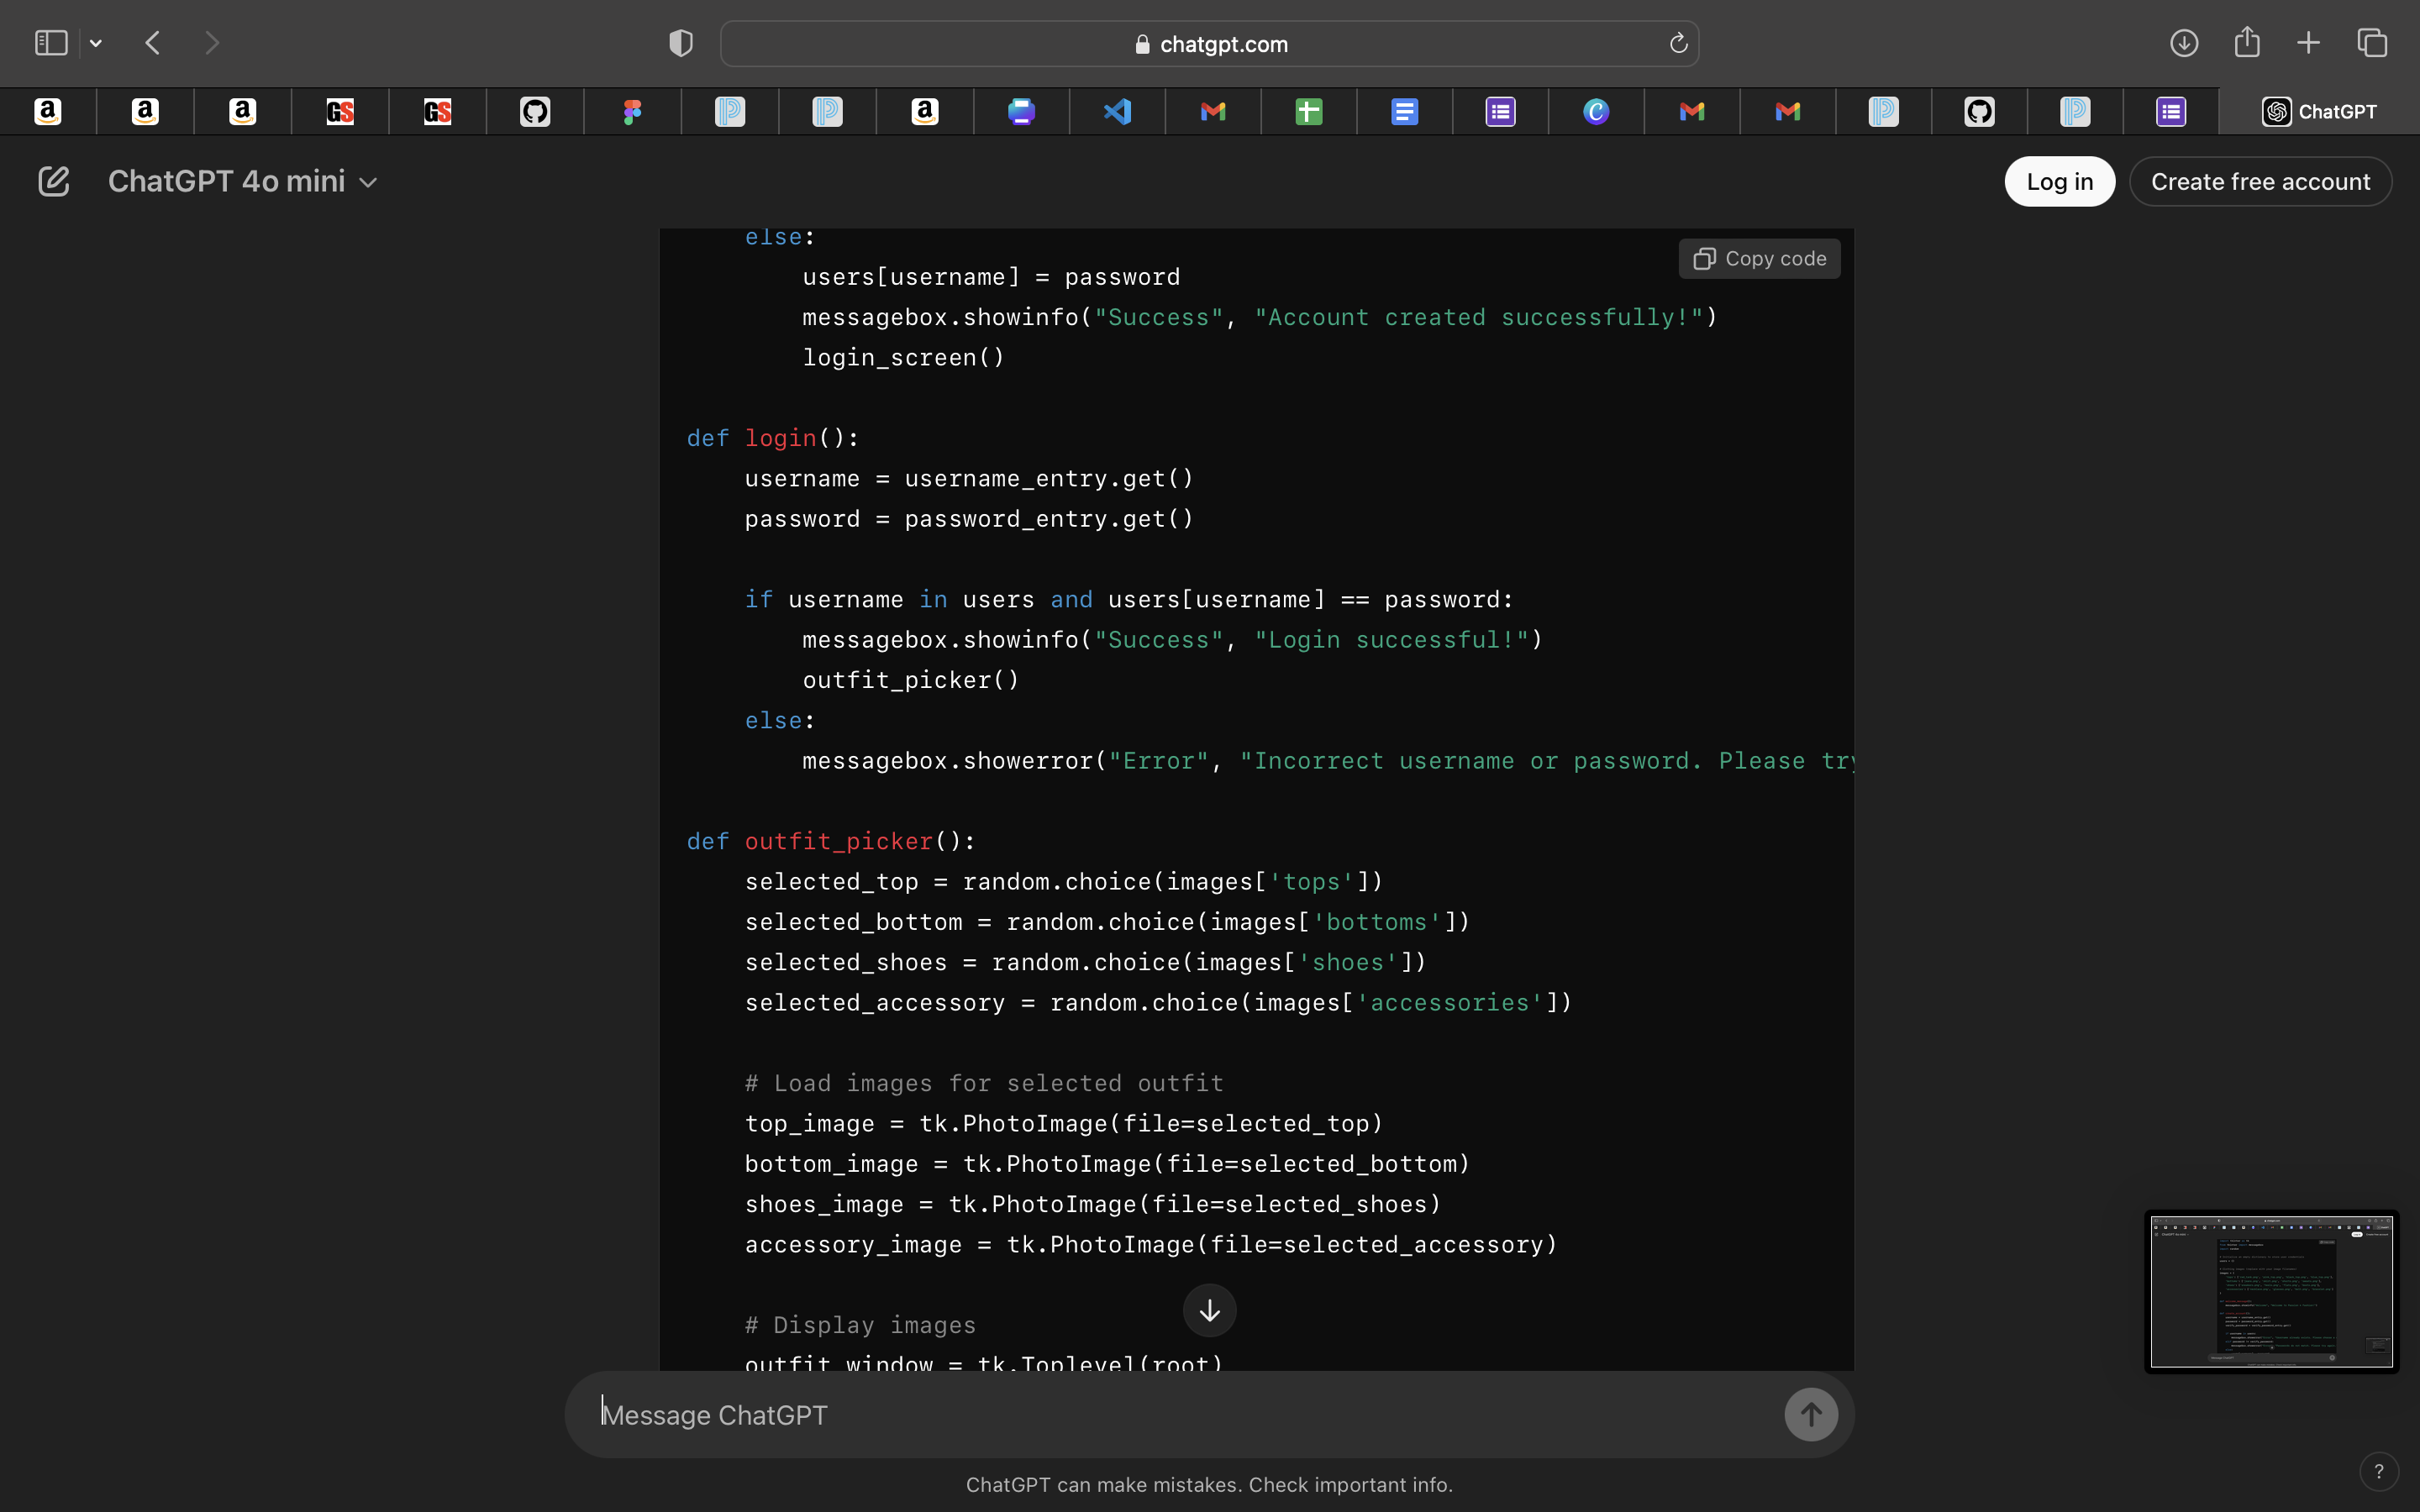 chatgpt.com
ChatGPT
ChatGPT 4o mini
Log in
Create free account
Copy code
else:
users[username] = password
messagebox.showinfo("Success", "Account created successfully!")
login_screen()
def login():
username = username_entry.get()
password = password_entry.get()
if username in users and users[username] == password:
messagebox.showinfo("Success", "Login successful!")
outfit_picker()
else:
messagebox.showerror("Error", "Incorrect username or password. Please try
def outfit_picker():
selected_top = random.choice(images['tops'])
selected_bottom = random.choice(images['bottoms'])
selected_shoes = random.choice(images['shoes'])
selected_accessory = random.choice(images['accessories'])
# Load images for selected outfit
top_image = tk.PhotoImage(file=selected_top)
bottom_image = tk.PhotoImage(file=selected_bottom)
shoes_image = tk.PhotoImage(file=selected_shoes)
accessory_image = tk.PhotoImage(file=selected_accessory)
# Display images
outfit_window = tk.Toplevel(root)
Message ChatGPT
ChatGPT can make mistakes. Check important info.
?